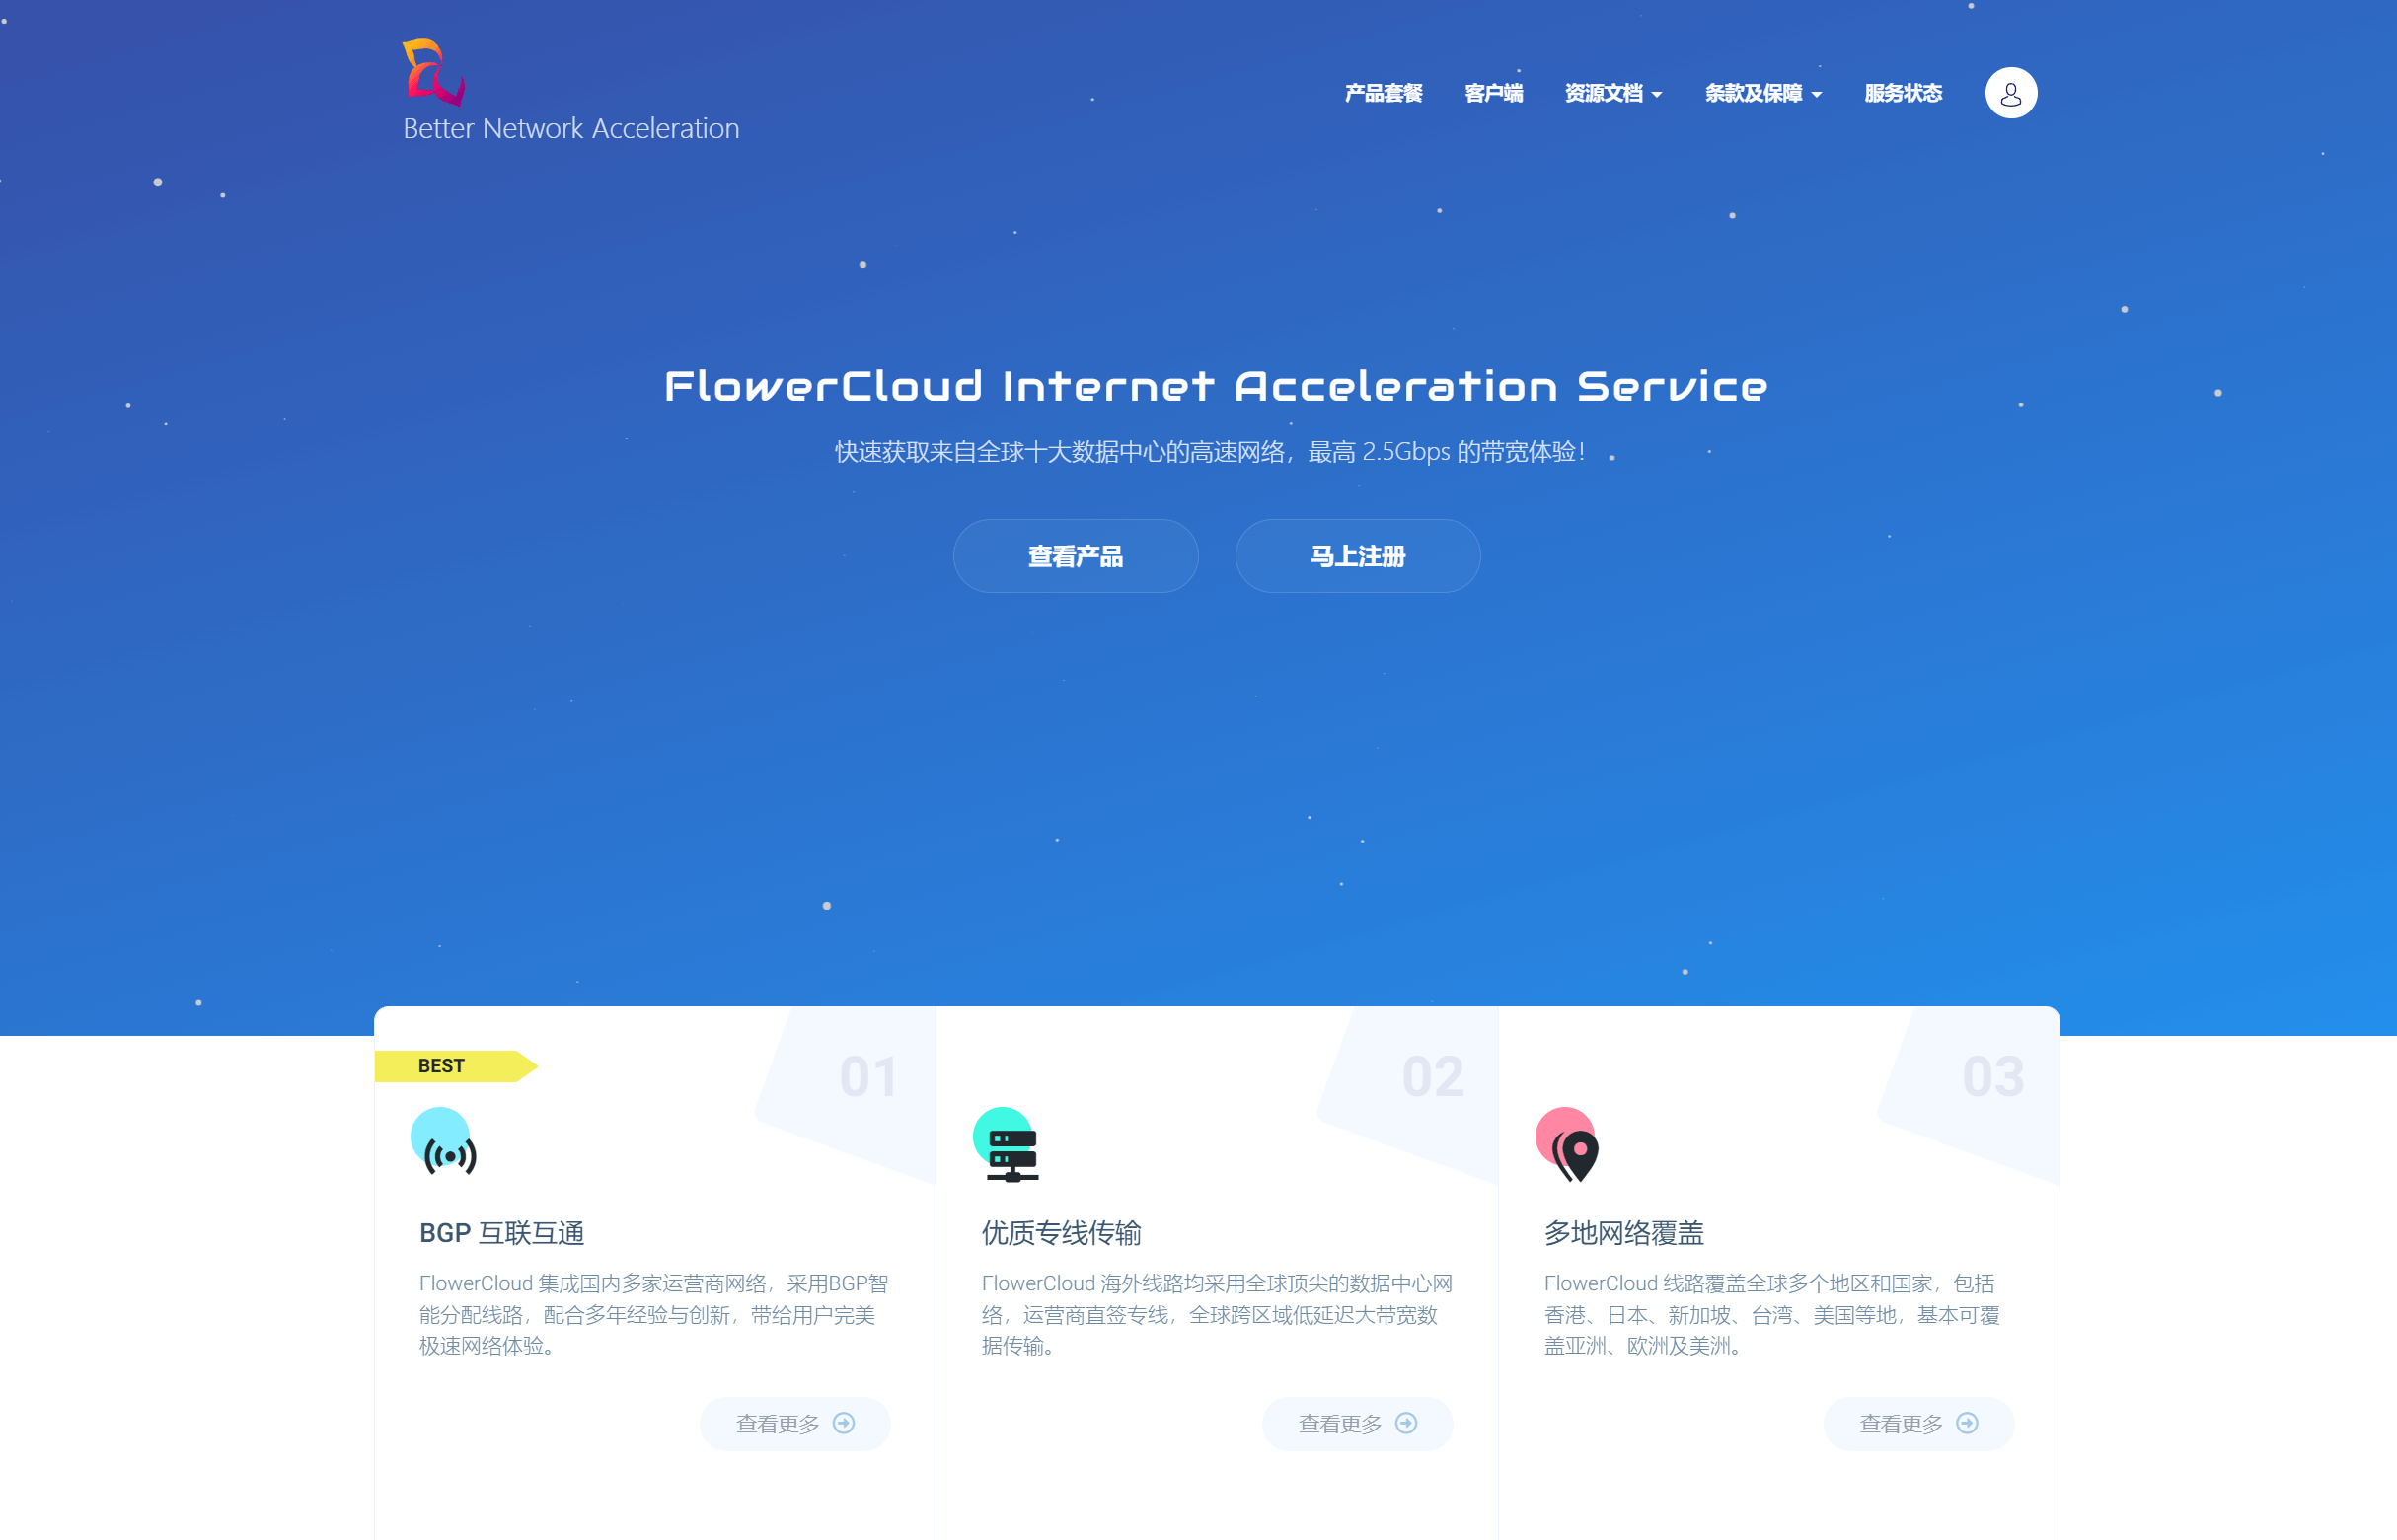 Better Network Acceleration
产品套餐
客户端
资源文档
条款及保障
服务状态
FlowerCloud Internet Acceleration Service
快速获取来自全球十大数据中心的高速网络，最高 2.5Gbps 的带宽体验！
查看产品
马上注册
BEST
01
BGP 互联互通
FlowerCloud 集成国内多家运营商网络，采用BGP智
能分配线路，配合多年经验与创新，带给用户完美
极速网络体验。
查看更多
02
优质专线传输
FlowerCloud 海外线路均采用全球顶尖的数据中心网
络，运营商直签专线，全球跨区域低延迟大带宽数
据传输。
查看更多
03
多地网络覆盖
FlowerCloud 线路覆盖全球多个地区和国家，包括
香港、日本、新加坡、台湾、美国等地，基本可覆
盖亚洲、欧洲及美洲。
查看更多